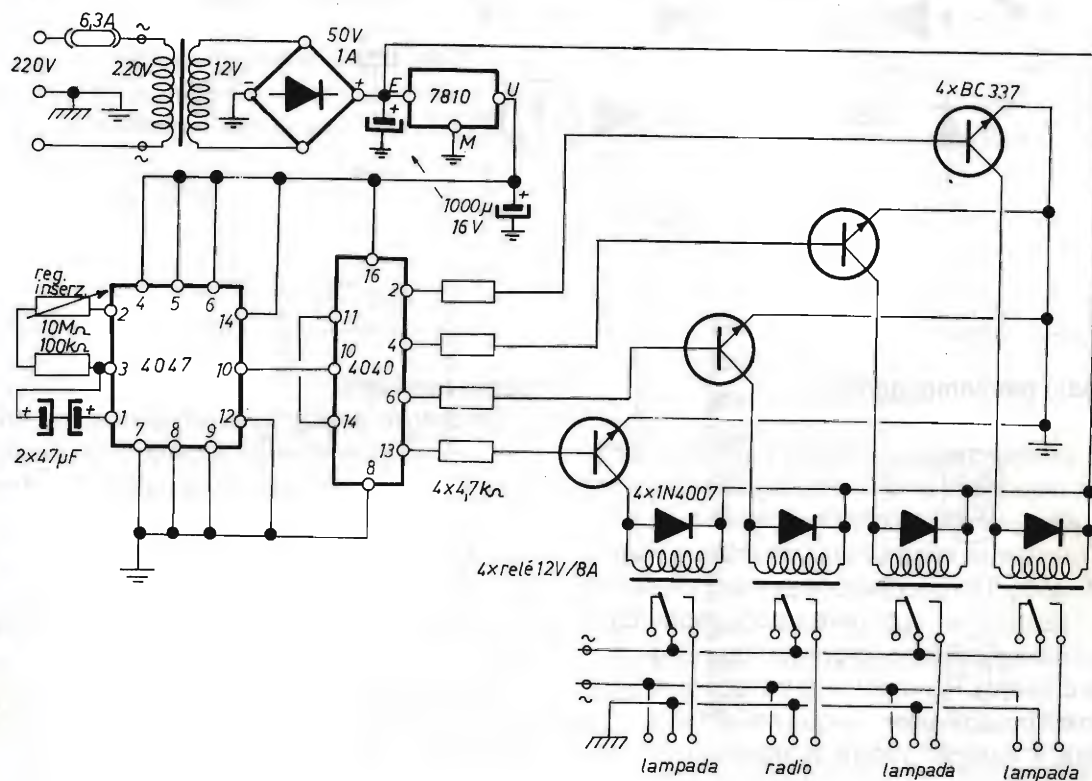 6,3A
~
220V
220V
12V
50V
1A
-
+
E
7810
U
M
+
1000µ
16V
+
4×BC337
~
reg.
inserz.
10MΩ
100kΩ
4 5 6
2
14
3
4047
10
1
12
7 8 9
+ +
2×47µF
16
11
2
10
4040
4
6
14
13
8
4×4,7kΩ
4×1N4007
4×relé 12V/8A
~
~
lampada
radio
lampada
lampada